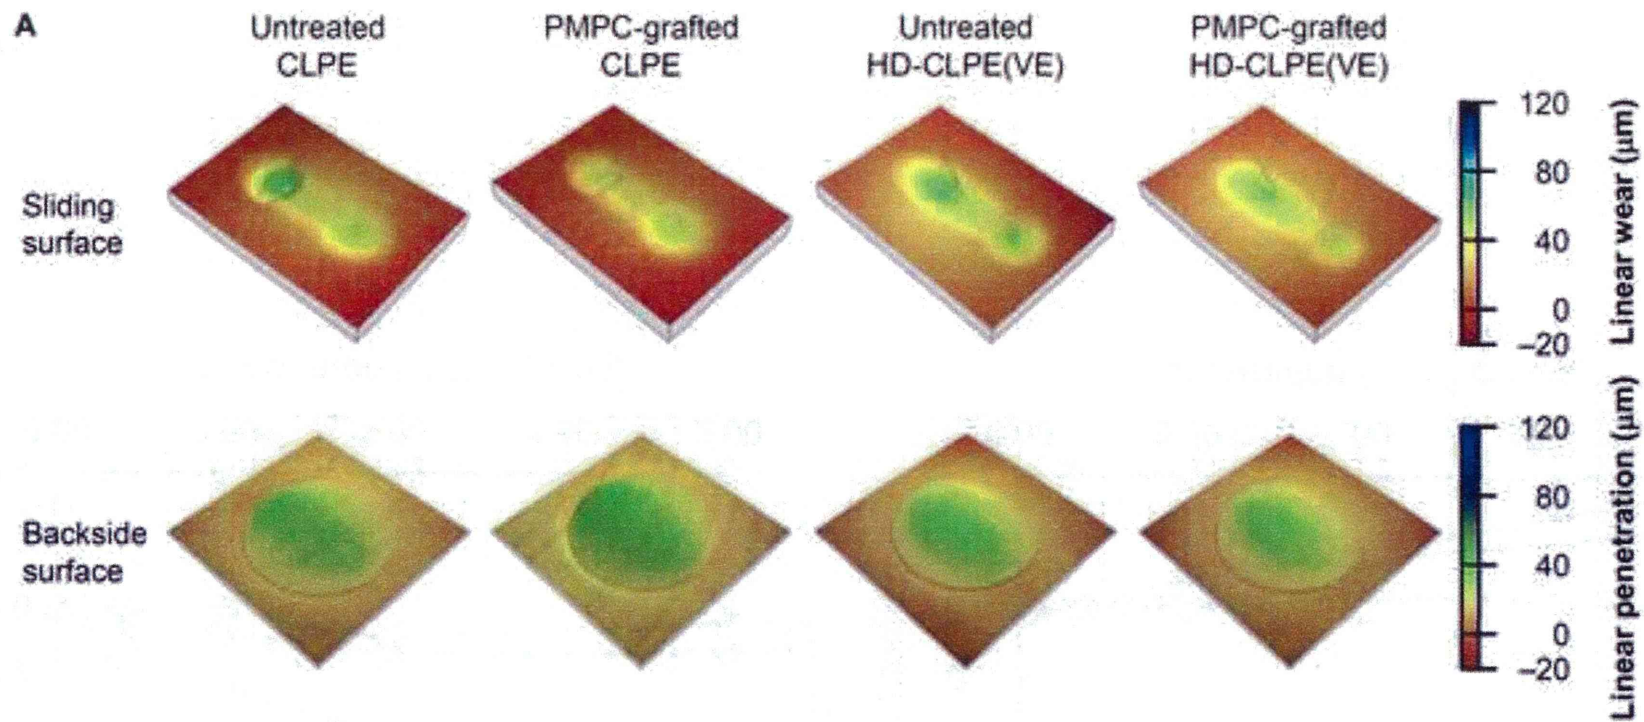 A
Untreated
CLPE
PMPC-grafted
CLPE
Untreated
HD-CLPE(VE)
PMPC-grafted
HD-CLPE(VE)
Sliding
surface
120
80
40
0
–20
Linear wear (μm)
Backside
surface
120
80
40
0
–20
Linear penetration (μm)